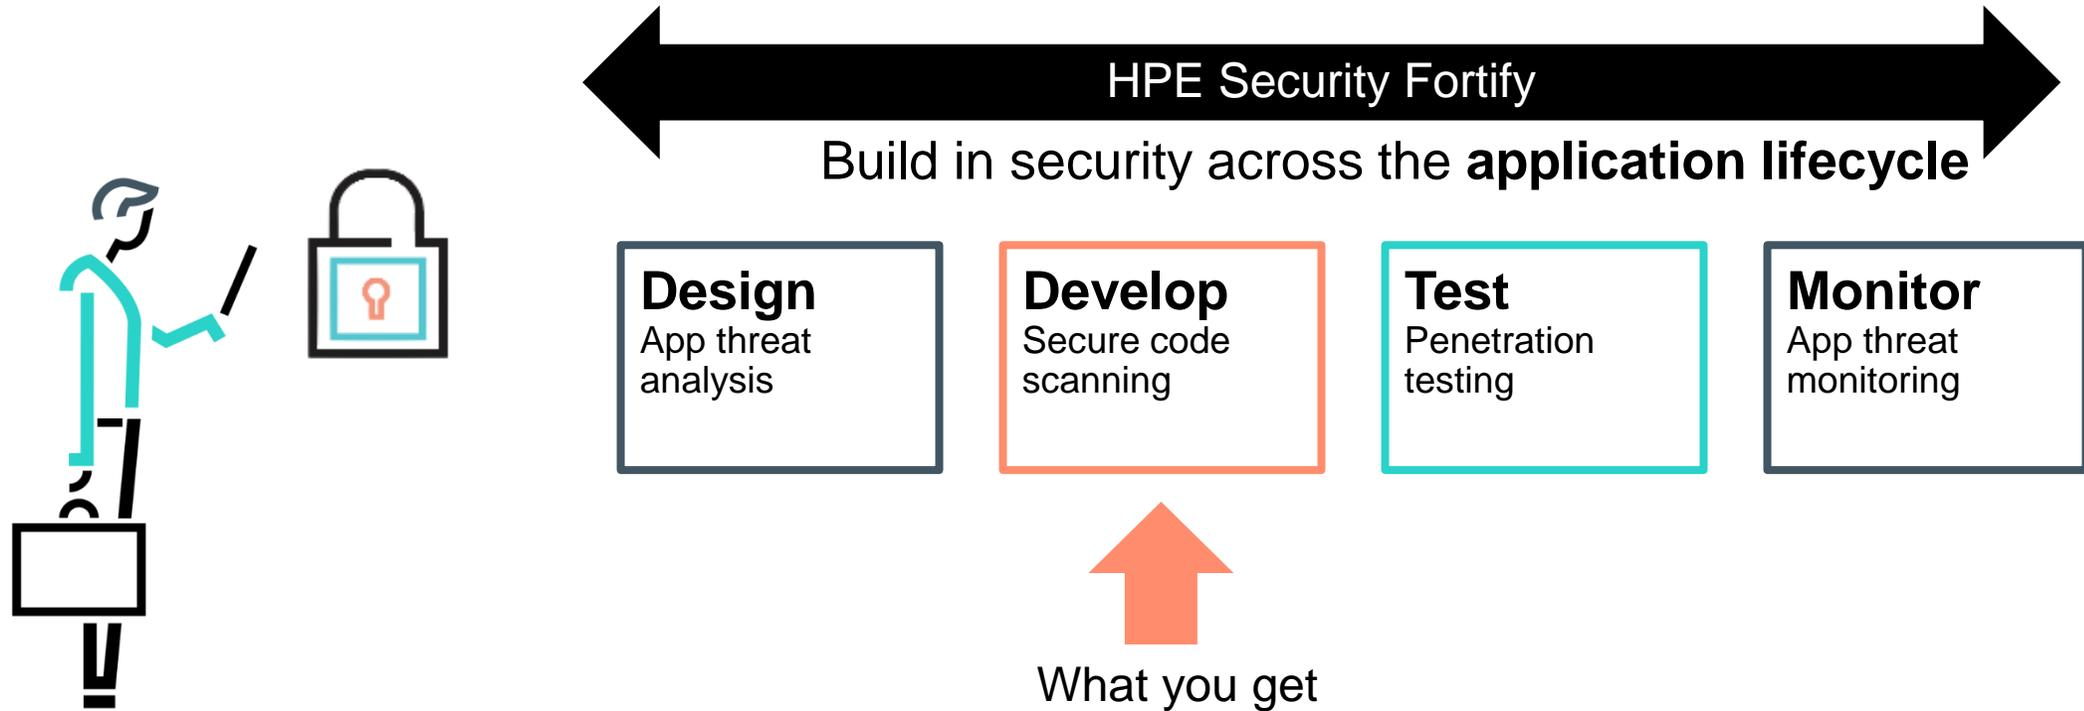 HPE Security Fortify
Build in security across the application lifecycle
Design
App threat
analysis
Develop
Secure code
scanning
Test
Penetration
testing
Monitor
App threat
monitoring
What you get